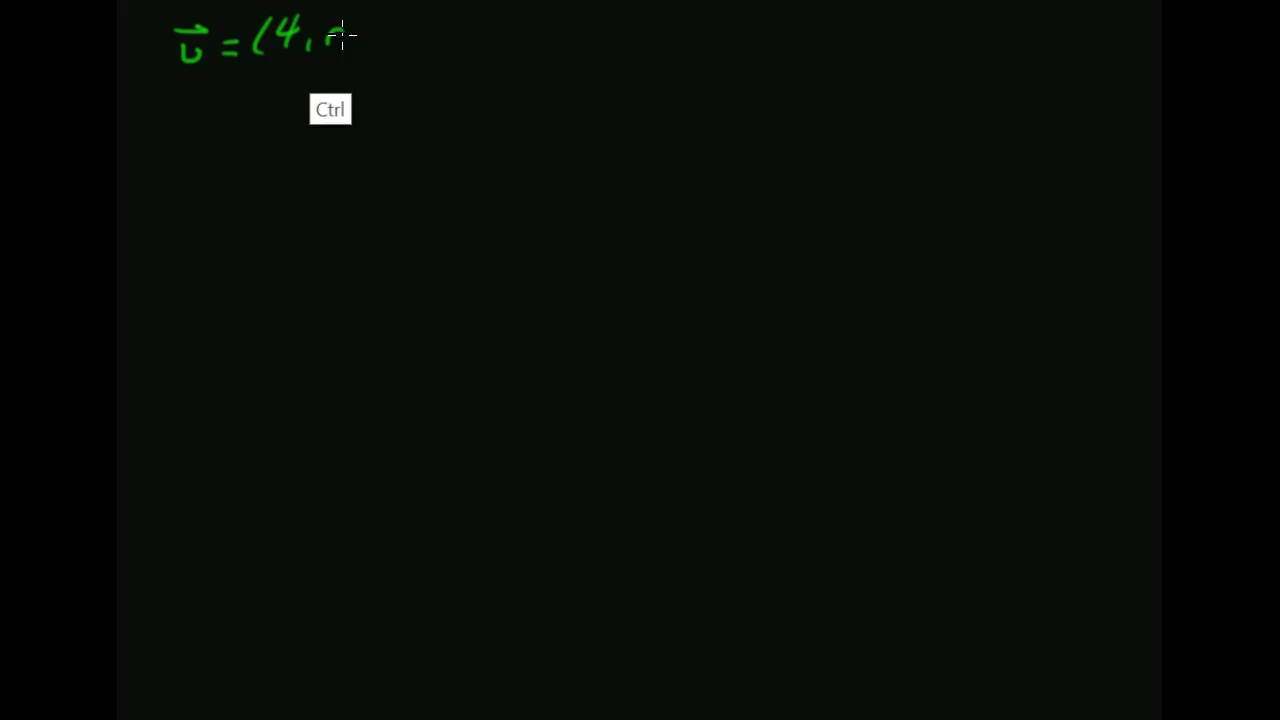 u⃗ = (4,
Ctrl